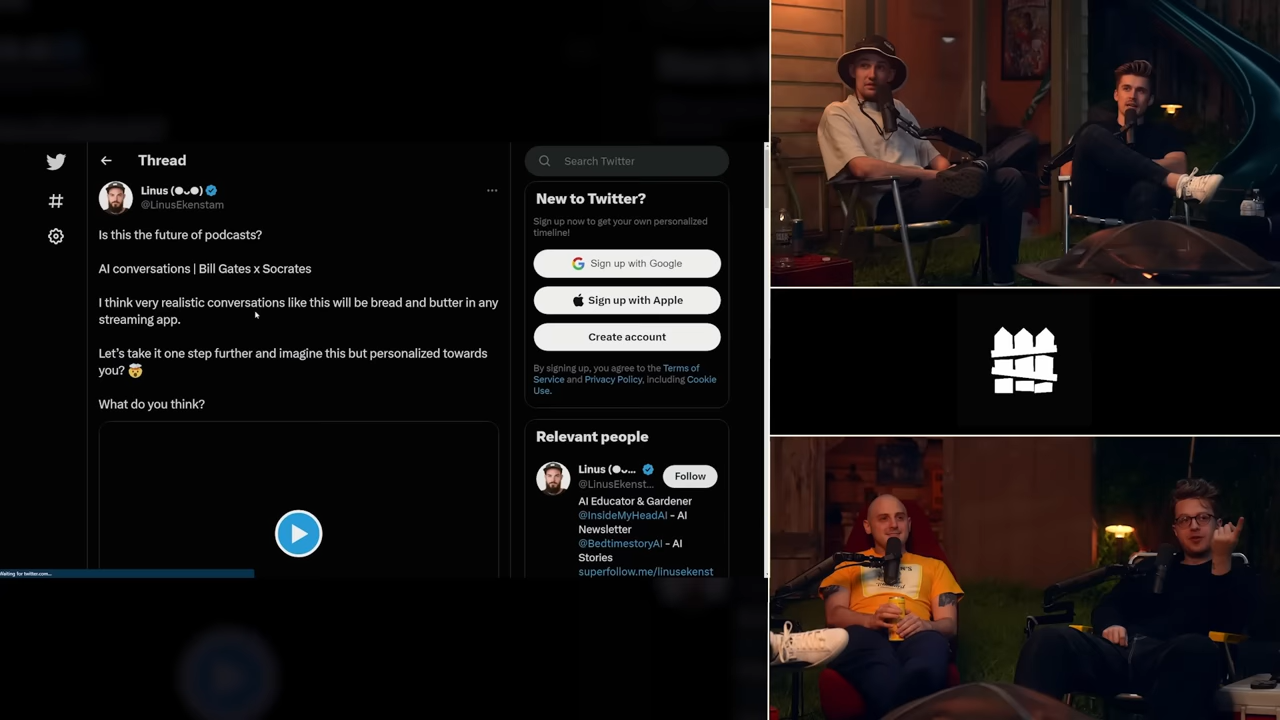 Thread
Linus (●ᴗ●)
@LinusEkenstam
Is this the future of podcasts?
AI conversations | Bill Gates x Socrates
I think very realistic conversations like this will be bread and butter in any
streaming app.
Let's take it one step further and imagine this but personalized towards
you? 🤯
What do you think?
Waiting for twitter.com...
Search Twitter
New to Twitter?
Sign up now to get your own personalized
timeline!
Sign up with Google
Sign up with Apple
Create account
By signing up, you agree to the Terms of
Service and Privacy Policy, including Cookie
Use.
Relevant people
Linus (●ᴗ...
@LinusEkenst...
Follow
AI Educator & Gardener
@InsideMyHeadAI - AI
Newsletter
@BedtimestoryAI - AI
Stories
superfollow.me/linusekenst